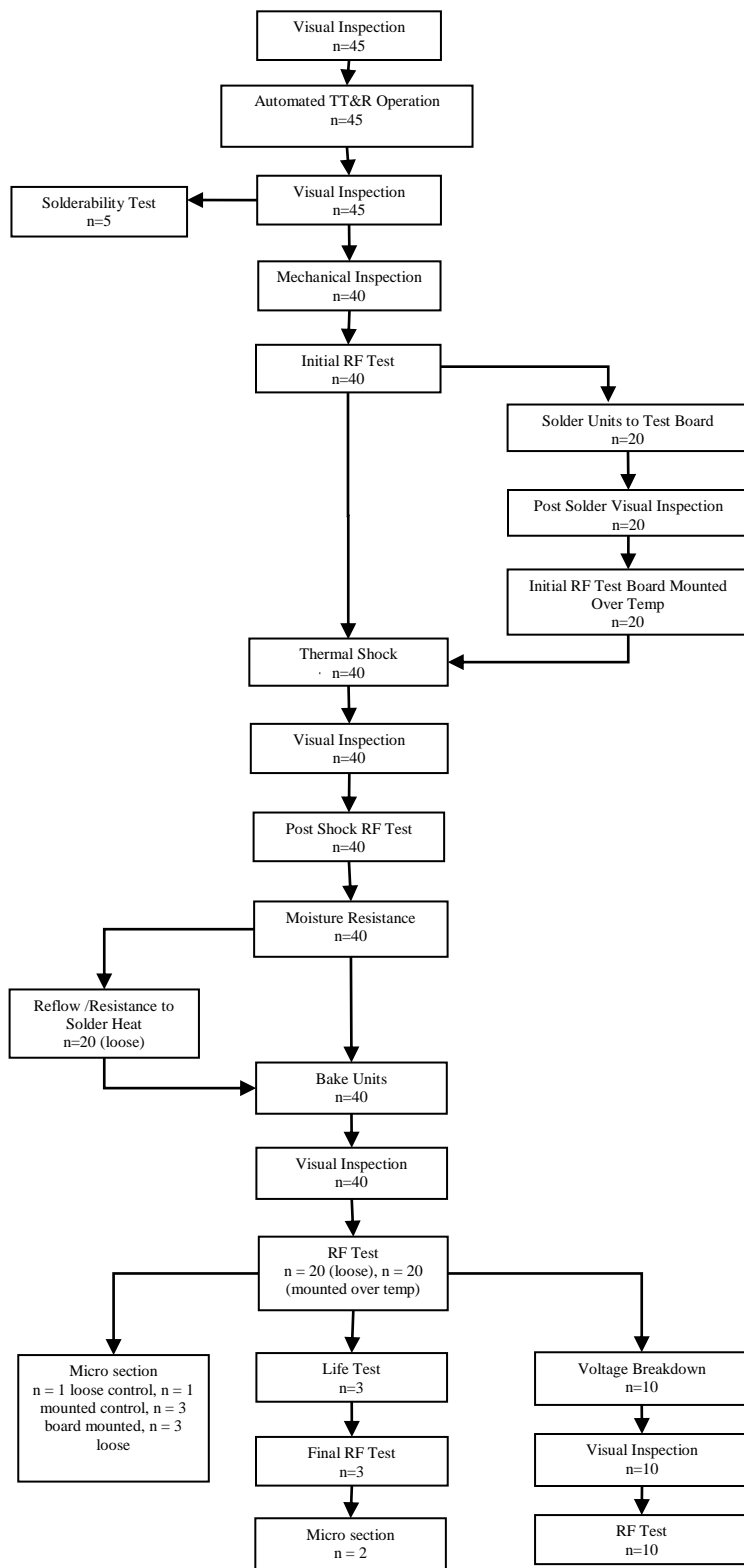 Visual Inspection
n=45
Automated TT&R Operation
n=45
Solderability Test
n=5
Visual Inspection
n=45
Mechanical Inspection
n=40
Initial RF Test
n=40
Solder Units to Test Board
n=20
Post Solder Visual Inspection
n=20
Initial RF Test Board Mounted
Over Temp
n=20
Thermal Shock
n=40
Visual Inspection
n=40
Post Shock RF Test
n=40
Moisture Resistance
n=40
Reflow /Resistance to
Solder Heat
n=20 (loose)
Bake Units
n=40
Visual Inspection
n=40
RF Test
n = 20 (loose), n = 20
(mounted over temp)
Micro section
n = 1 loose control, n = 1
mounted control, n = 3
board mounted, n = 3
loose
Life Test
n=3
Final RF Test
n=3
Micro section
n = 2
Voltage Breakdown
n=10
Visual Inspection
n=10
RF Test
n=10